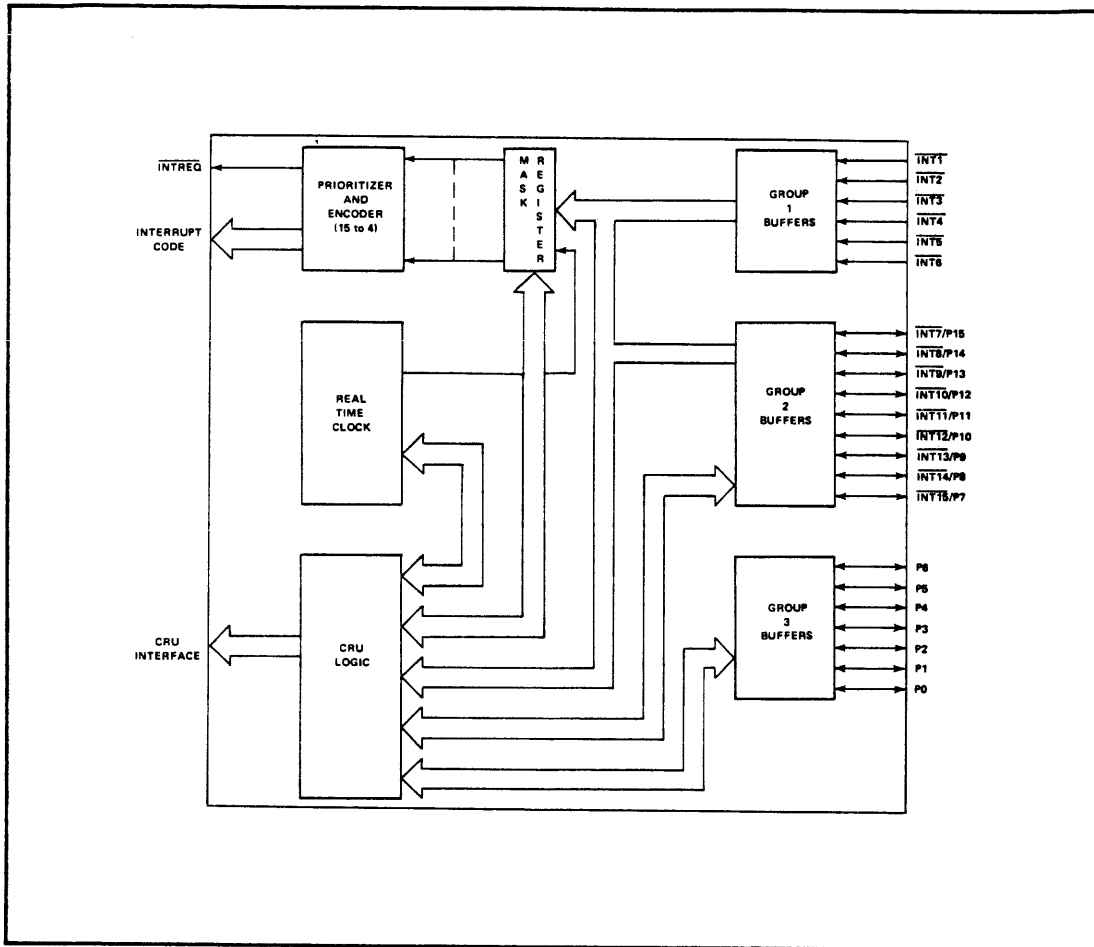 INTREQ
INTERRUPT
CODE
PRIORITIZER
AND
ENCODER
(15 to 4)
MASK
REGISTER
GROUP
1
BUFFERS
INT1
INT2
INT3
INT4
INT5
INT6
REAL
TIME
CLOCK
GROUP
2
BUFFERS
INT7/P15
INT8/P14
INT9/P13
INT10/P12
INT11/P11
INT12/P10
INT13/P9
INT14/P8
INT15/P7
CRU
INTERFACE
CRU
LOGIC
GROUP
3
BUFFERS
P6
P5
P4
P3
P2
P1
P0